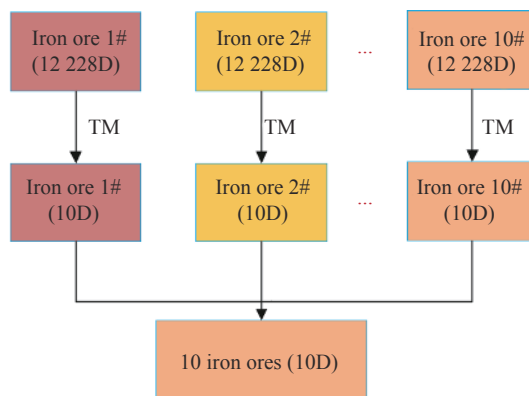 Iron ore 1#
(12 228D)
Iron ore 2#
(12 228D)
...
Iron ore 10#
(12 228D)
TM
TM
TM
Iron ore 1#
(10D)
Iron ore 2#
(10D)
...
Iron ore 10#
(10D)
10 iron ores (10D)